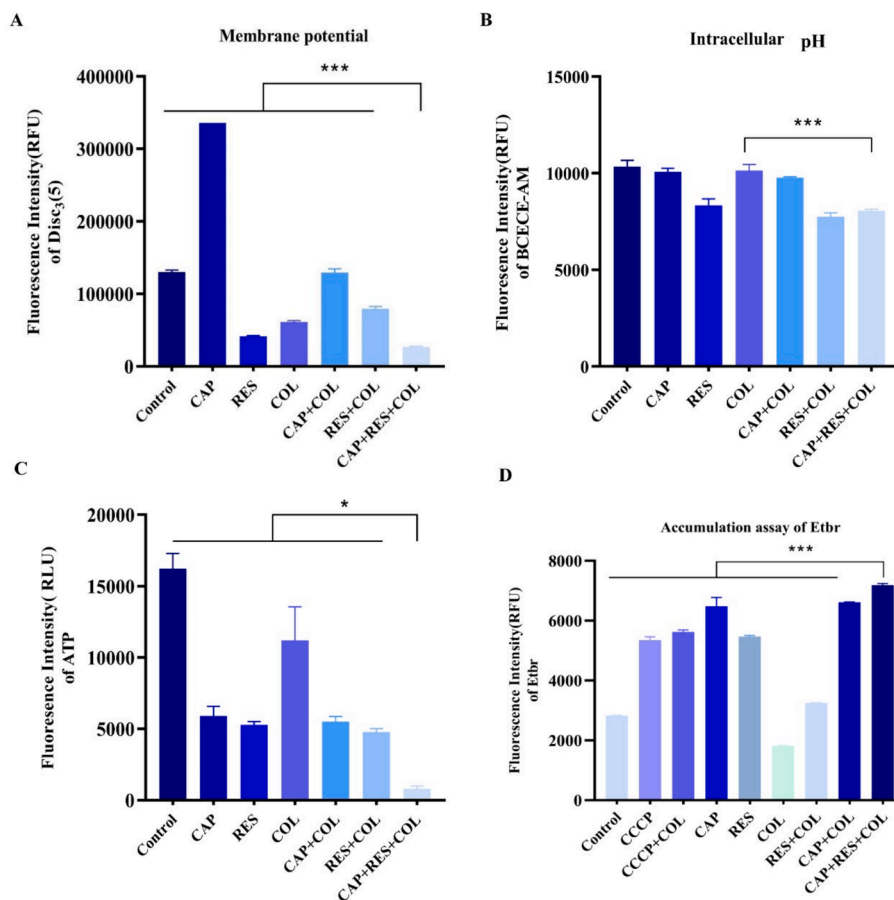 A
Membrane potential
Fluorescence Intensity(RFU)
of Disc₃(5)
400000
300000
200000
100000
0
***
Control
CAP
RES
COL
CAP+COL
RES+COL
CAP+RES+COL
B
Intracellular pH
Fluorescence Intensity(RFU)
of BCECE-AM
15000
10000
5000
0
***
Control
CAP
RES
COL
CAP+COL
RES+COL
CAP+RES+COL
C
Fluoresence Intensity( RLU)
of ATP
20000
15000
10000
5000
0
*
Control
CAP
RES
COL
CAP+COL
RES+COL
CAP+RES+COL
D
Accumulation assay of Etbr
Fluorescence Intensity(RFU)
of Etbr
8000
6000
4000
2000
0
***
Control
CCCP
CCCP+COL
CAP
RES
COL
RES+COL
CAP+COL
CAP+RES+COL